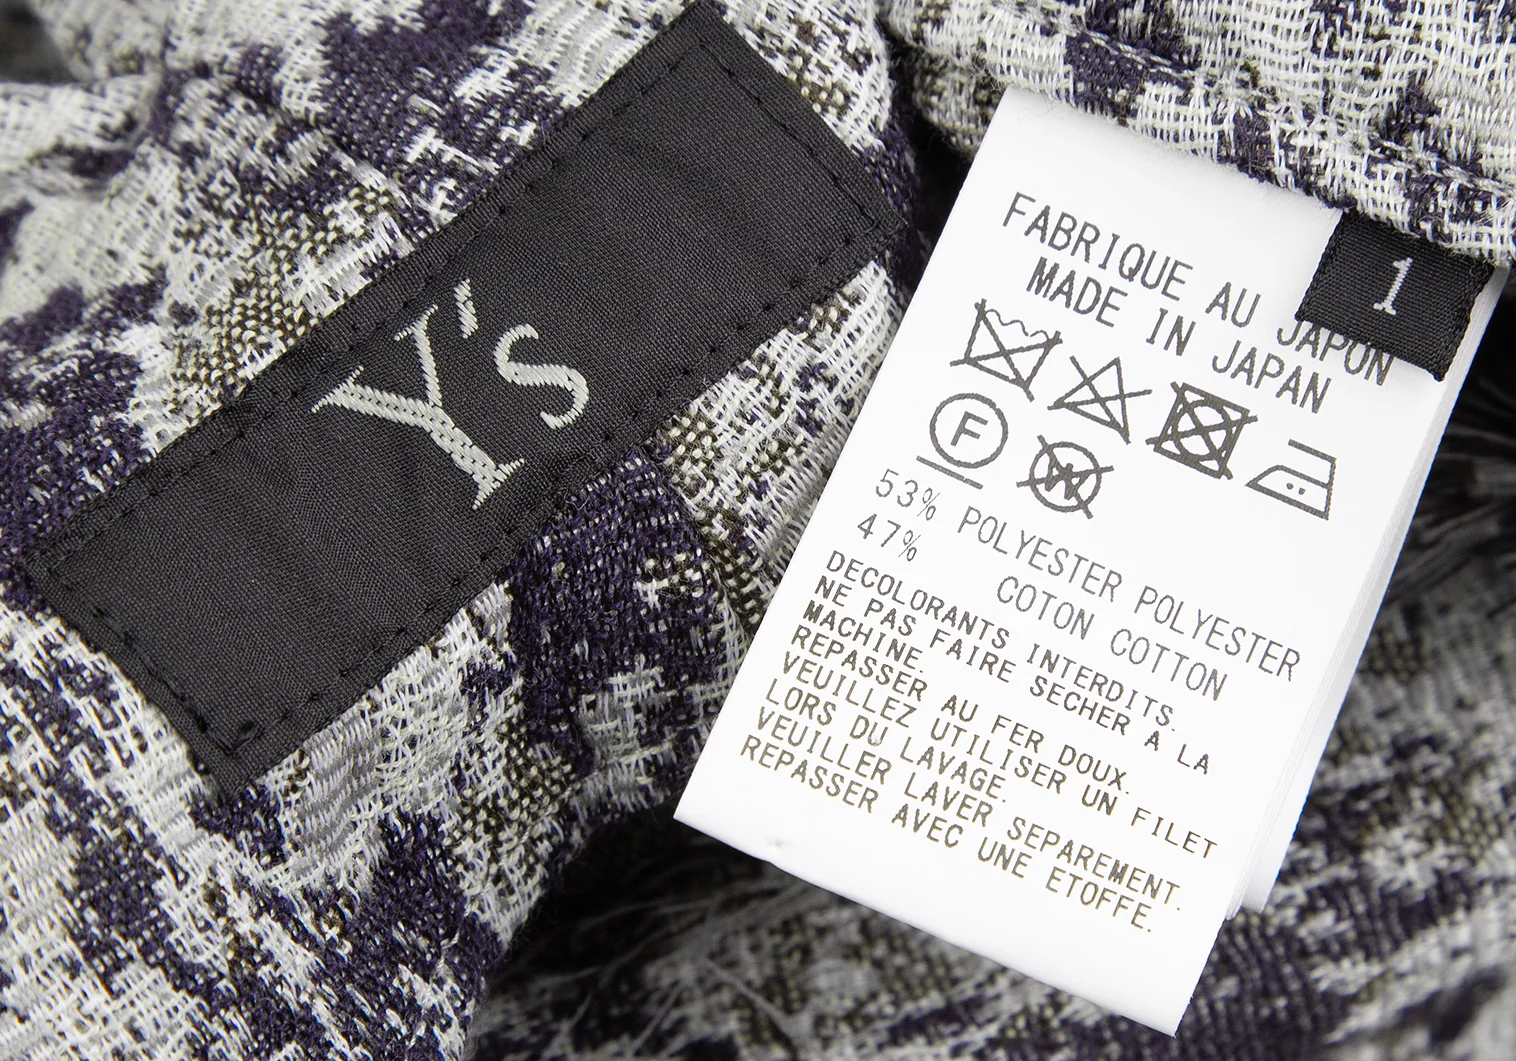 Y's
1
FABRIQUE AU JAPON
MADE IN JAPAN
F
W
53% POLYESTER POLYESTER
47% COTON COTTON
DECOLORANTS INTERDITS.
NE PAS FAIRE SECHER A LA
MACHINE.
REPASSER AU FER DOUX.
VEUILLEZ UTILISER UN FILET
LORS DU LAVAGE.
VEUILLER LAVER SEPAREMENT.
REPASSER AVEC UNE ETOFFE.